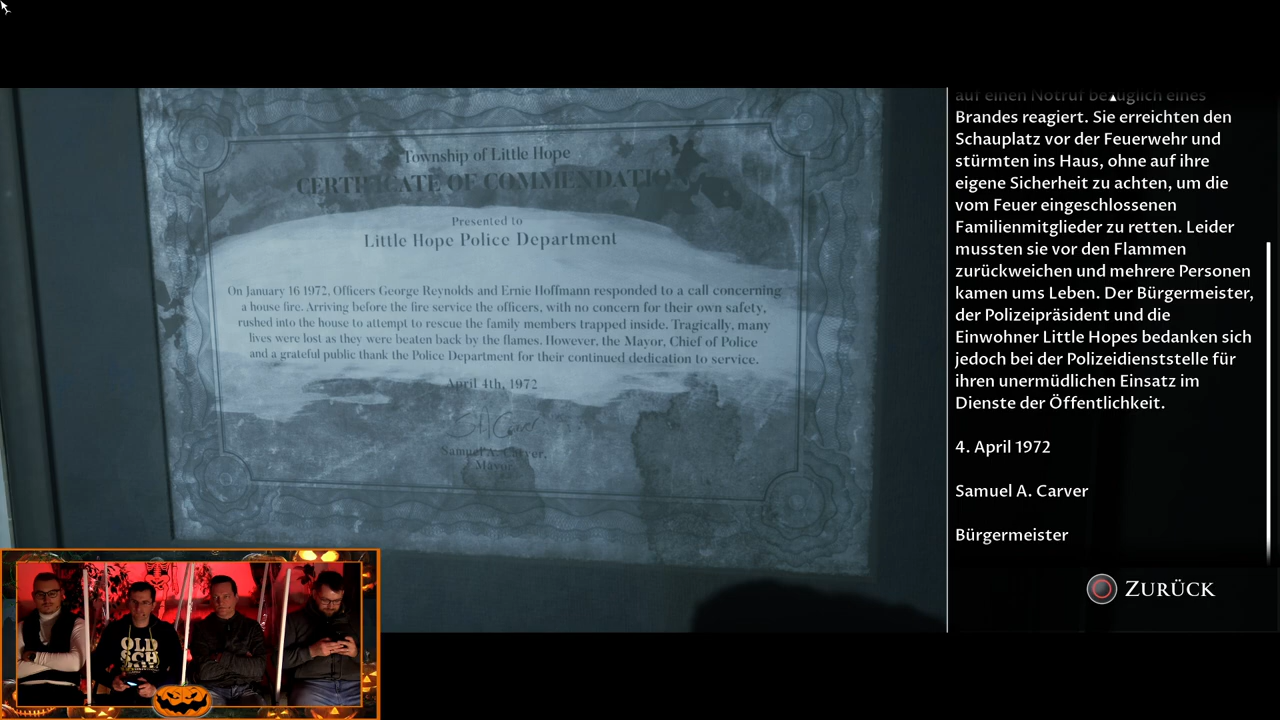 Township of Little Hope
CERTIFICATE OF COMMENDATIO
Presented to
Little Hope Police Department
On January 16 1972, Officers George Reynolds and Ernie Hoffmann responded to a call concerning
a house fire. Arriving before the fire service the officers, with no concern for their own safety,
rushed into the house to attempt to rescue the family members trapped inside. Tragically, many
lives were lost as they were beaten back by the flames. However, the Mayor, Chief of Police
and a grateful public thank the Police Department for their continued dedication to service.
April 4th, 1972
Samuel A. Carver,
Mayor
auf einen Notruf bezüglich eines
Brandes reagiert. Sie erreichten den
Schauplatz vor der Feuerwehr und
stürmten ins Haus, ohne auf ihre
eigene Sicherheit zu achten, um die
vom Feuer eingeschlossenen
Familienmitglieder zu retten. Leider
mussten sie vor den Flammen
zurückweichen und mehrere Personen
kamen ums Leben. Der Bürgermeister,
der Polizeipräsident und die
Einwohner Little Hopes bedanken sich
jedoch bei der Polizeidienststelle für
ihren unermüdlichen Einsatz im
Dienste der Öffentlichkeit.
4. April 1972
Samuel A. Carver
Bürgermeister
ZURÜCK
OLD